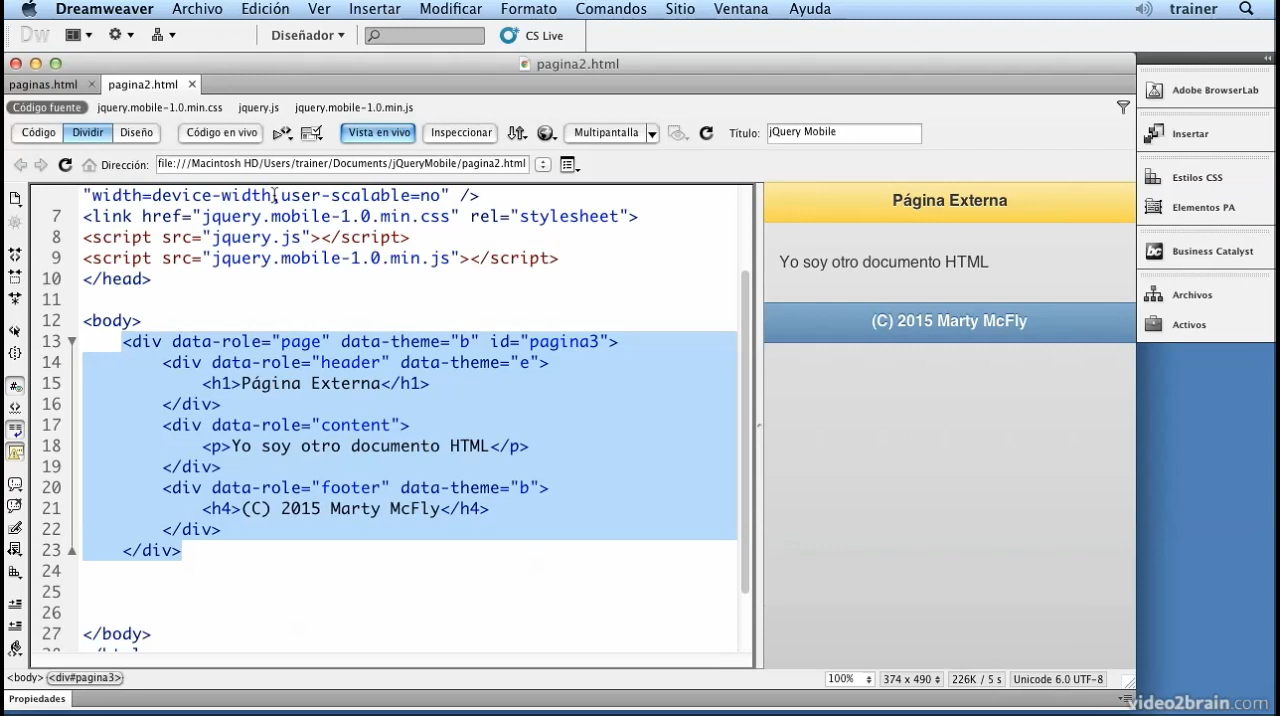 Dreamweaver Archivo Edición Ver Insertar Modificar Formato Comandos Sitio Ventana Ayuda trainer
Dw Diseñador CS Live
pagina2.html
paginas.html × pagina2.html ×
Código fuente jquery.mobile-1.0.min.css jquery.js jquery.mobile-1.0.min.js
Código Dividir Diseño Código en vivo Vista en vivo Inspeccionar Multipantalla Título: jQuery Mobile
Dirección: file:///Macintosh HD/Users/trainer/Documents/jQueryMobile/pagina2.html
"width=device-width,user-scalable=no" />
7 <link href="jquery.mobile-1.0.min.css" rel="stylesheet">
8 <script src="jquery.js"></script>
9 <script src="jquery.mobile-1.0.min.js"></script>
10 </head>
11
12 <body>
13 <div data-role="page" data-theme="b" id="pagina3">
14 <div data-role="header" data-theme="e">
15 <h1>Página Externa</h1>
16 </div>
17 <div data-role="content">
18 <p>Yo soy otro documento HTML</p>
19 </div>
20 <div data-role="footer" data-theme="b">
21 <h4>(C) 2015 Marty McFly</h4>
22 </div>
23 </div>
24
25
26
27 </body>
Página Externa
Yo soy otro documento HTML
(C) 2015 Marty McFly
Adobe BrowserLab
Insertar
Estilos CSS
Elementos PA
bc Business Catalyst
Archivos
Activos
<body> <div#pagina3> 100% 374 x 490 226K / 5 s Unicode 6.0 UTF-8
Propiedades
video2brain.com